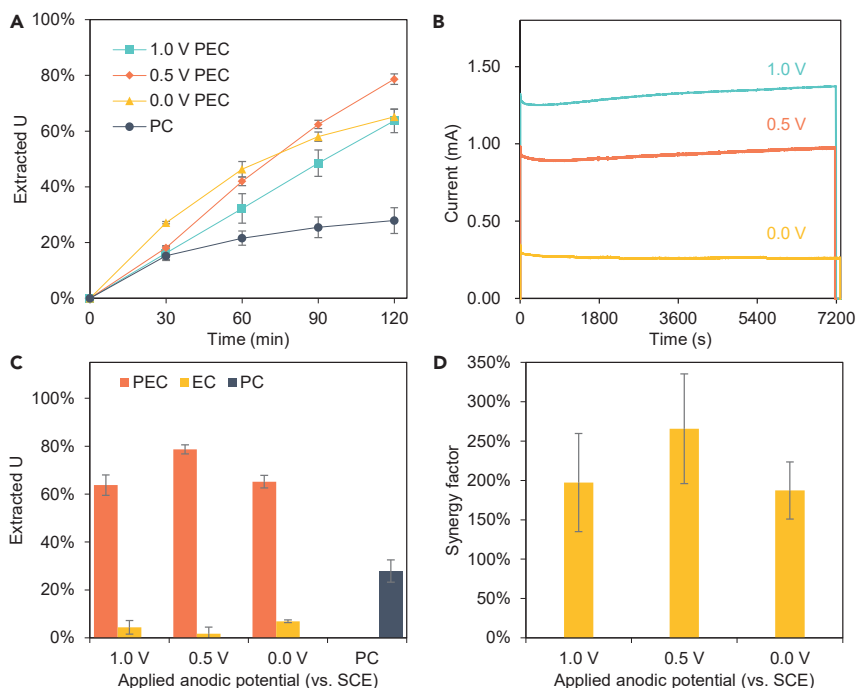 A
100%
80%
60%
40%
20%
0%
Extracted U
1.0 V PEC
0.5 V PEC
0.0 V PEC
PC
0 30 60 90 120
Time (min)
B
1.50
1.00
0.50
0.00
Current (mA)
1.0 V
0.5 V
0.0 V
0 1800 3600 5400 7200
Time (s)
C
PEC EC PC
100%
80%
60%
40%
20%
0%
Extracted U
1.0 V 0.5 V 0.0 V PC
Applied anodic potential (vs. SCE)
D
350%
300%
250%
200%
150%
100%
50%
0%
Synergy factor
1.0 V 0.5 V 0.0 V
Applied anodic potential (vs. SCE)